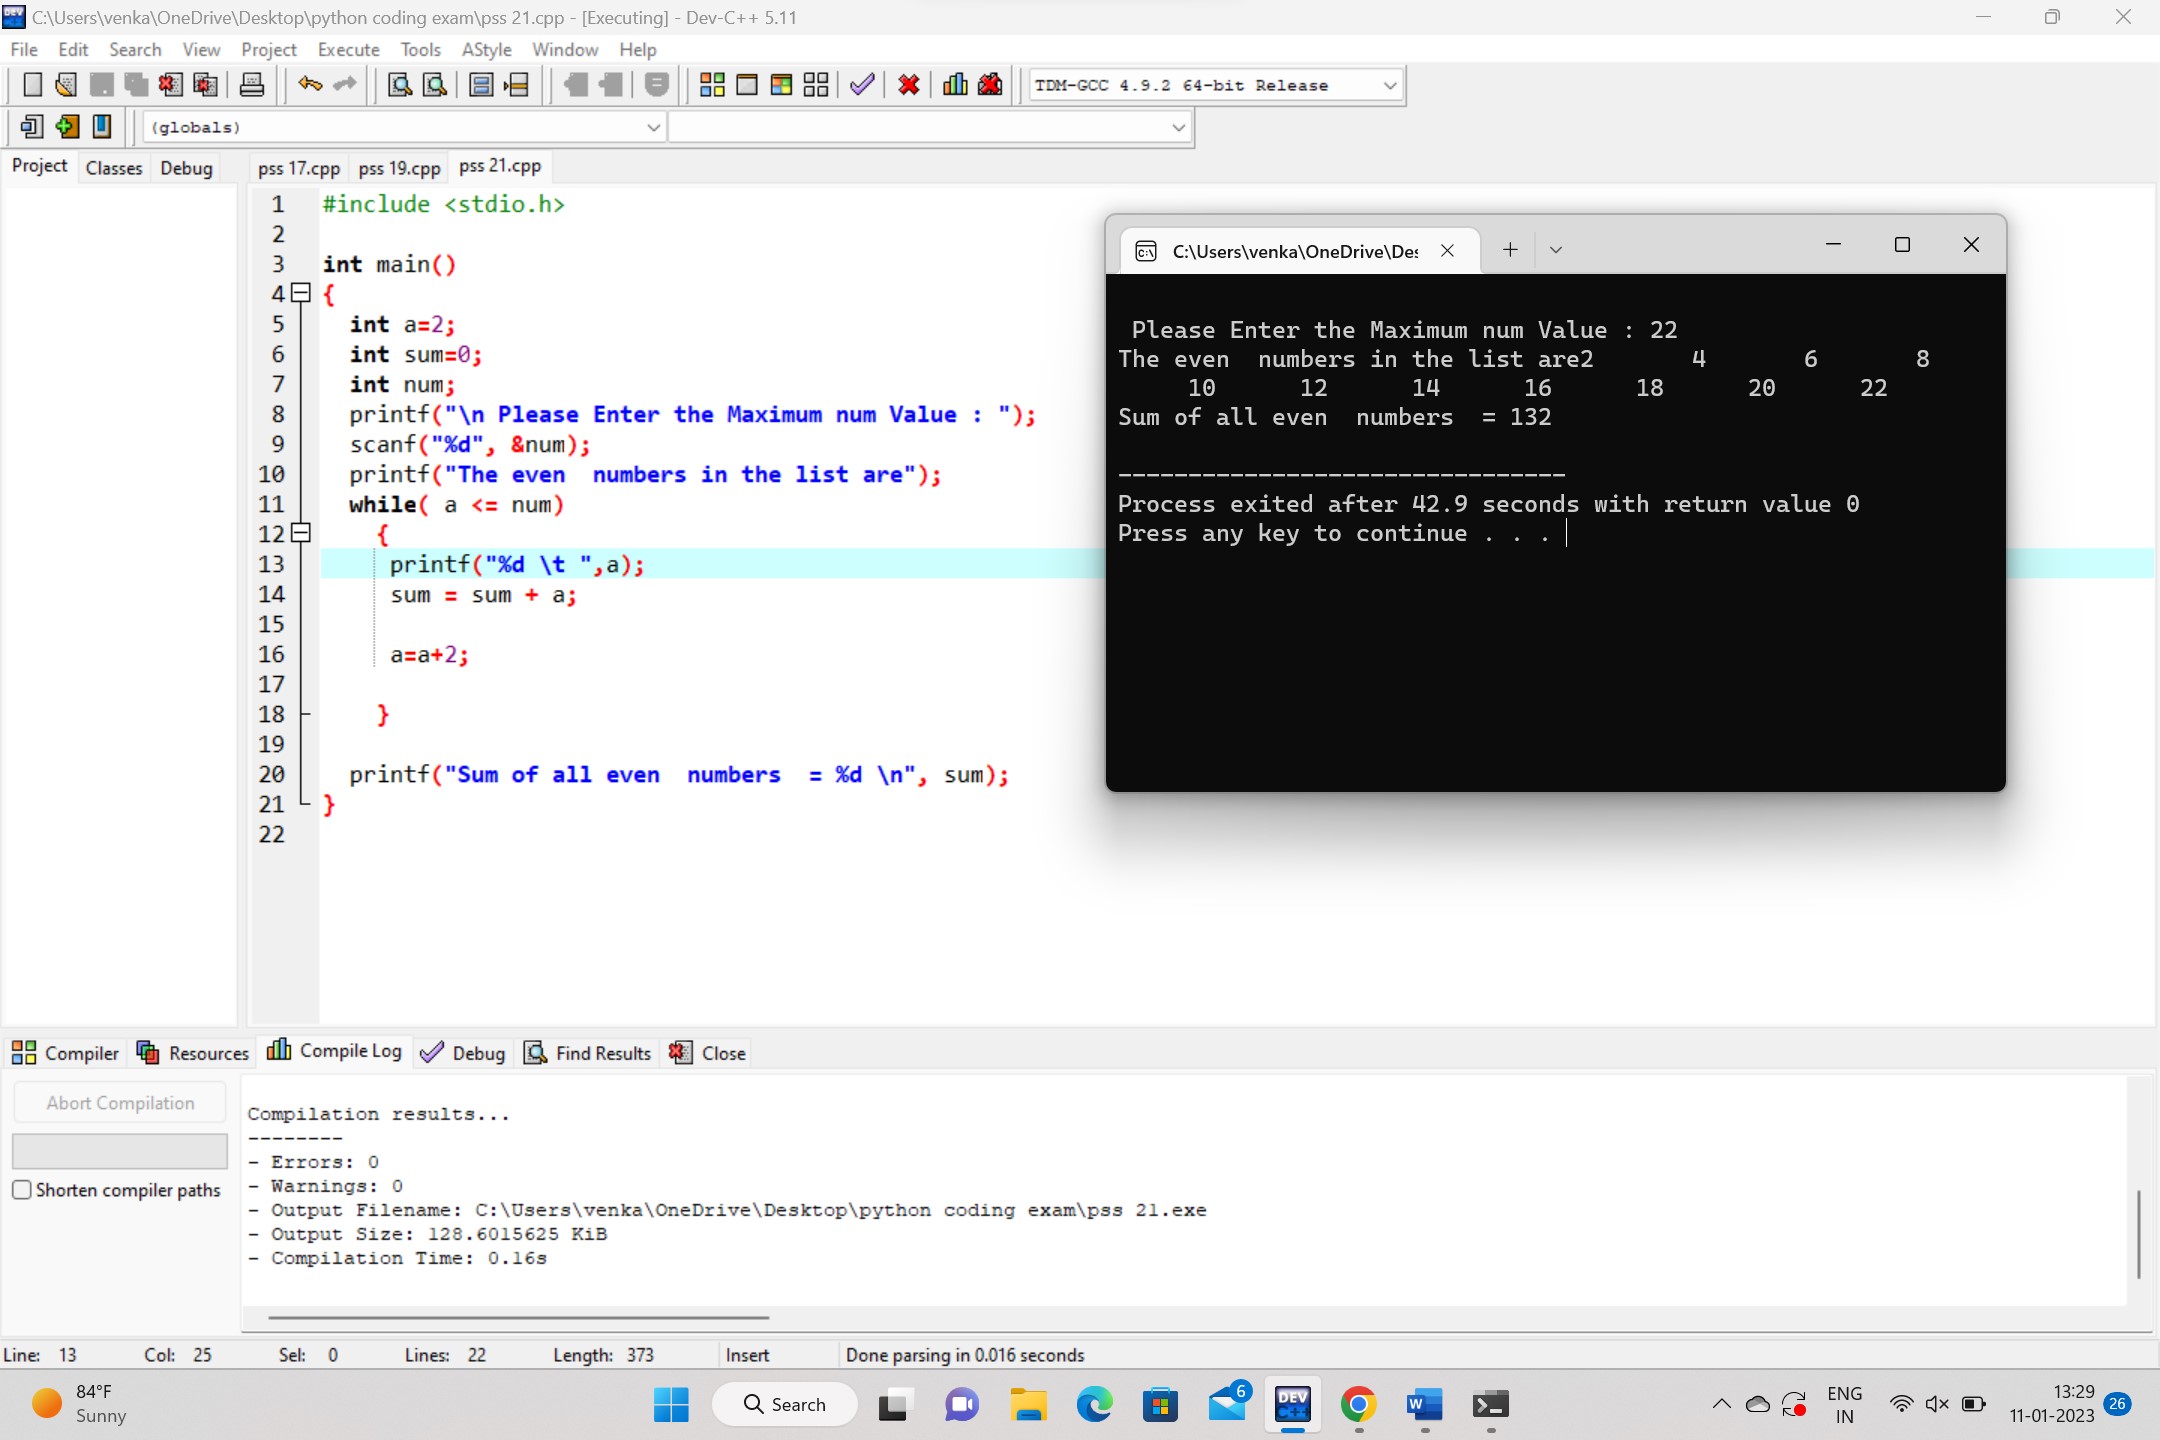 C:\Users\venka\OneDrive\Desktop\python coding exam\pss 21.cpp - [Executing] - Dev-C++ 5.11
File Edit Search View Project Execute Tools AStyle Window Help
TDM-GCC 4.9.2 64-bit Release
(globals)
Project Classes Debug
pss 17.cpp pss 19.cpp pss 21.cpp
1 #include <stdio.h>
2
3 int main()
4 {
5 int a=2;
6 int sum=0;
7 int num;
8 printf("\n Please Enter the Maximum num Value : ");
9 scanf("%d", &num);
10 printf("The even  numbers in the list are");
11 while( a <= num)
12 {
13 printf("%d \t ",a);
14 sum = sum + a;
15
16 a=a+2;
17
18 }
19
20 printf("Sum of all even  numbers  = %d \n", sum);
21 }
22
C:\Users\venka\OneDrive\Des
Please Enter the Maximum num Value : 22
The even  numbers in the list are2 4 6 8
10 12 14 16 18 20 22
Sum of all even  numbers  = 132
--------------------------------
Process exited after 42.9 seconds with return value 0
Press any key to continue . . .
Compiler Resources Compile Log Debug Find Results Close
Abort Compilation
Shorten compiler paths
Compilation results...
--------
- Errors: 0
- Warnings: 0
- Output Filename: C:\Users\venka\OneDrive\Desktop\python coding exam\pss 21.exe
- Output Size: 128.6015625 KiB
- Compilation Time: 0.16s
Line: 13 Col: 25 Sel: 0 Lines: 22 Length: 373 Insert Done parsing in 0.016 seconds
84°F
Sunny
Search
6
DEV
C++
W
ENG
IN
13:29
11-01-2023
26